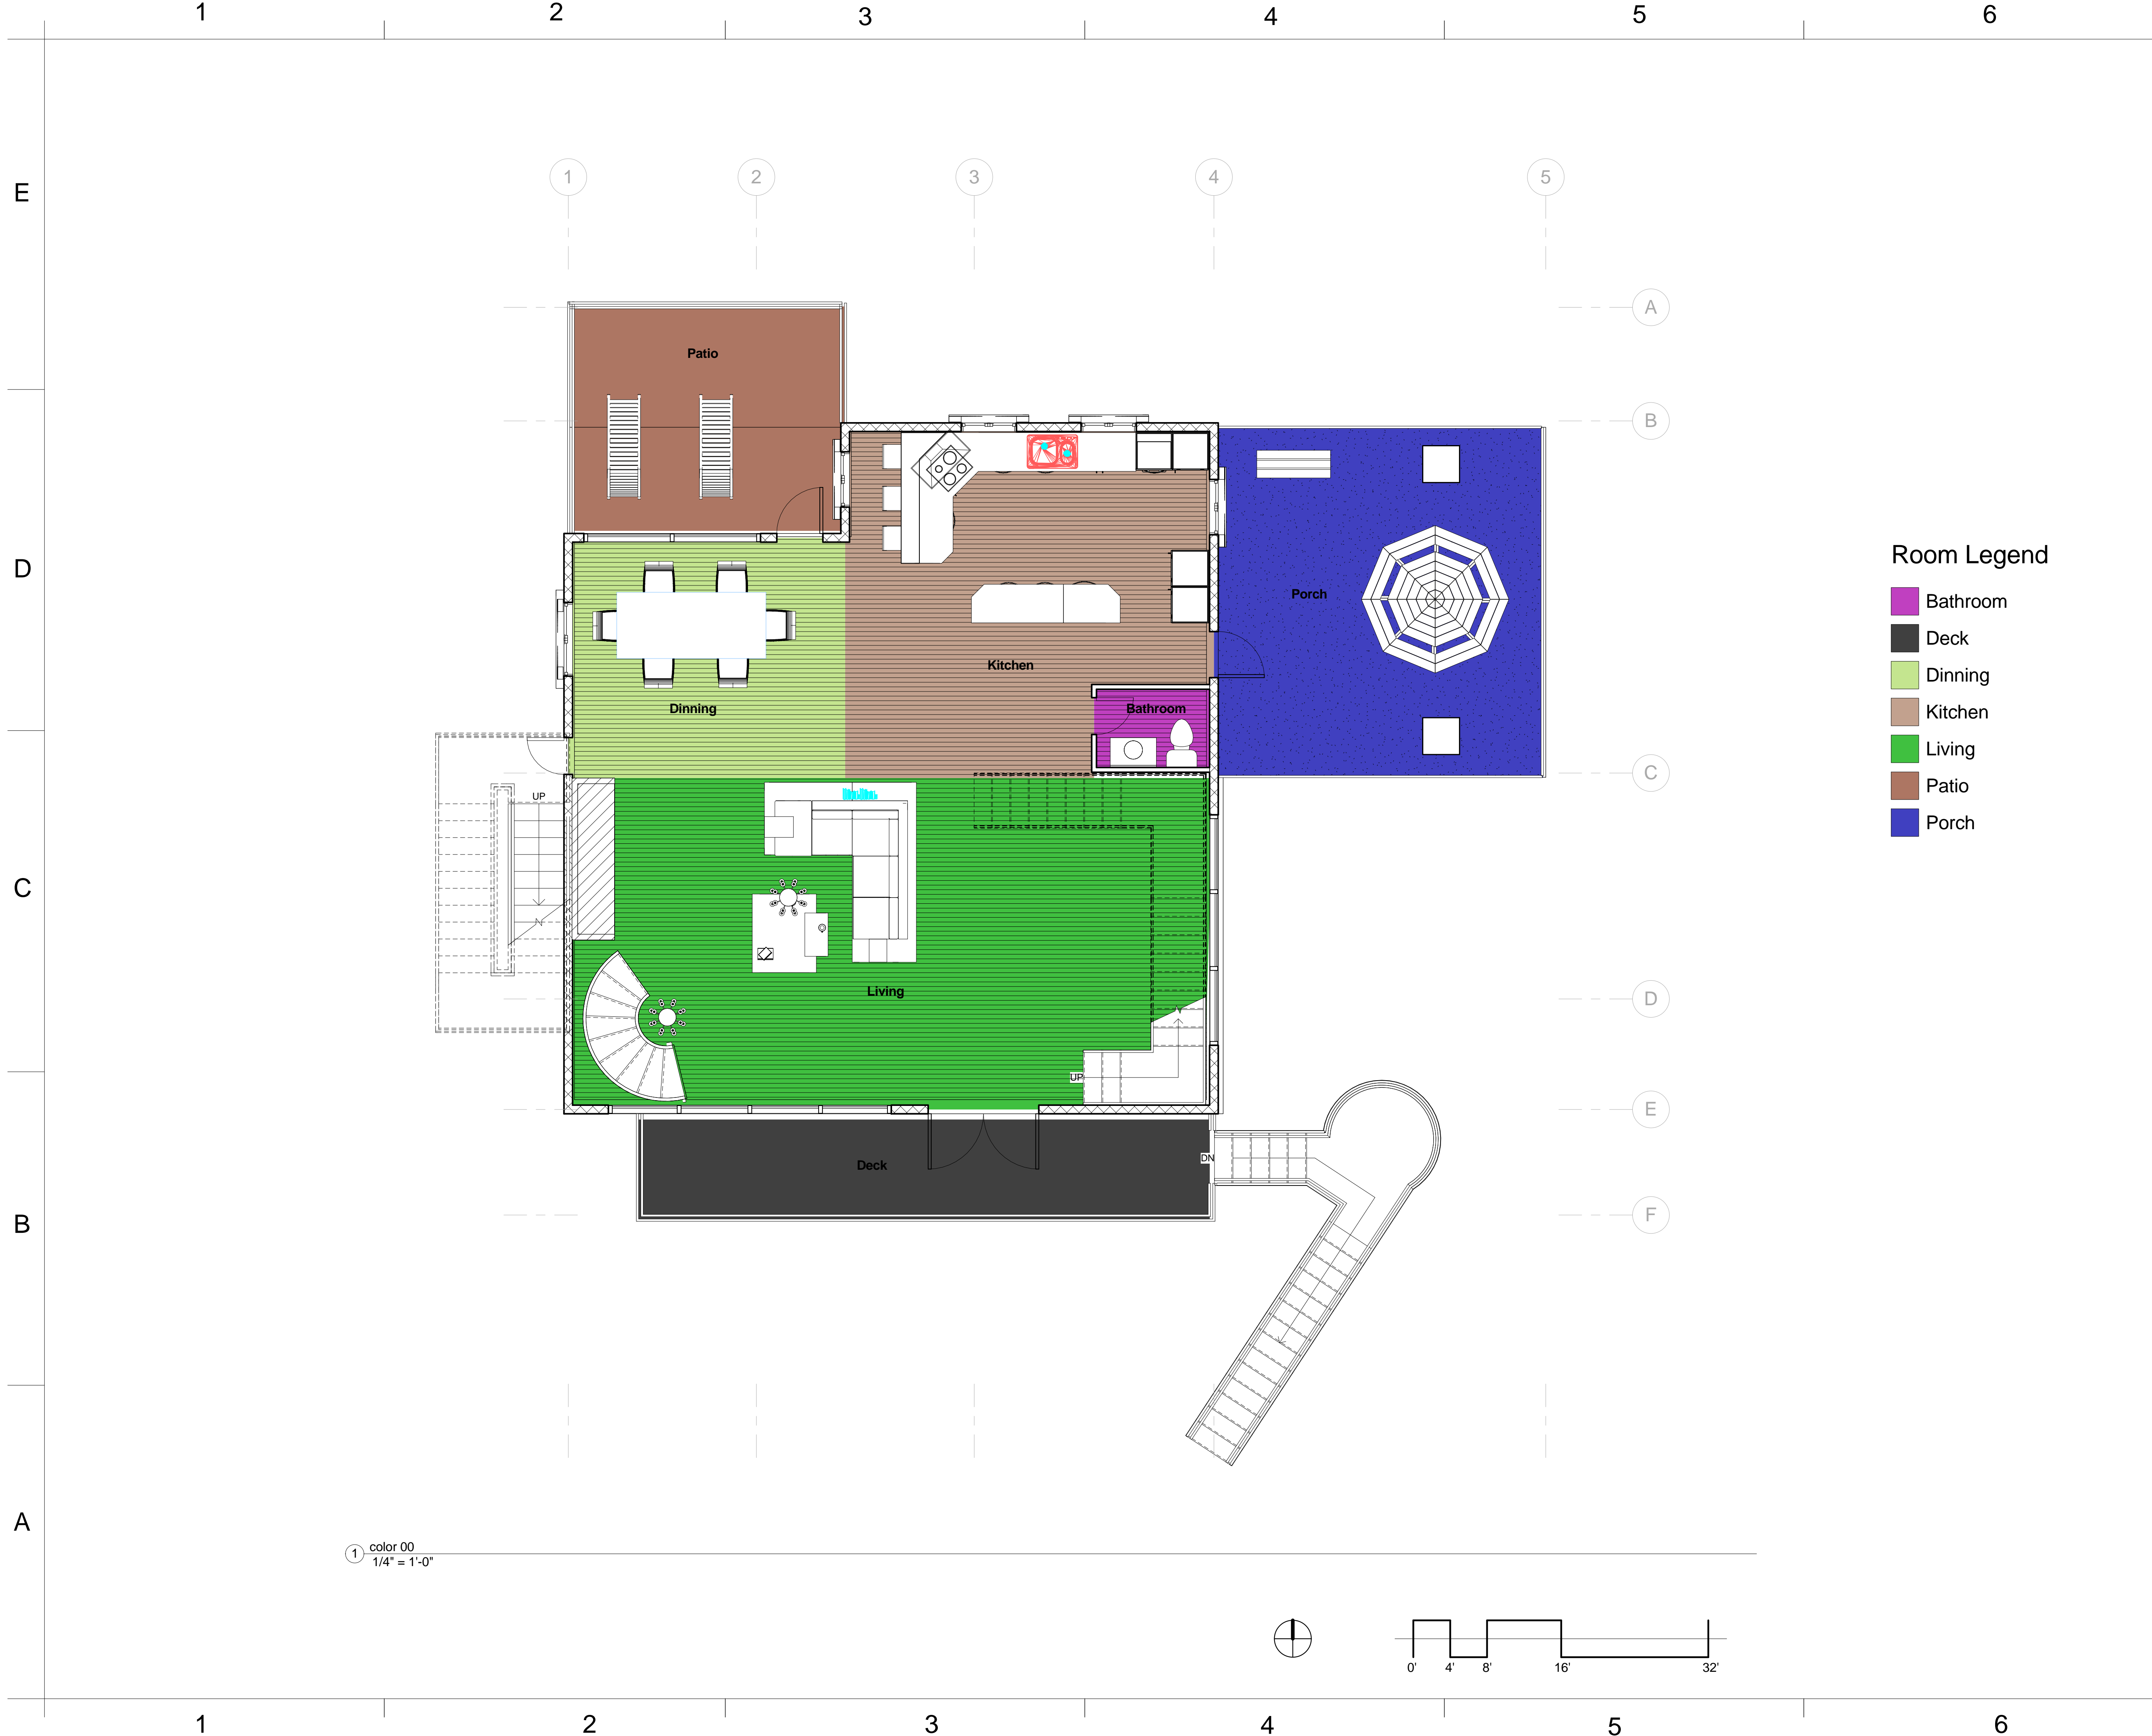 1 2 3 4 5 6
E
1 2 3 4 5
A
Patio
B
D
Room Legend
Porch
Bathroom
Deck
Kitchen
Dinning
Dinning
Bathroom
Kitchen
Living
C
Patio
UP
Porch
C
Living
D
UP
E
DN
Deck
F
B
A
1 color 00
1/4" = 1'-0"
0' 4' 8' 16' 32'
1 2 3 4 5 6